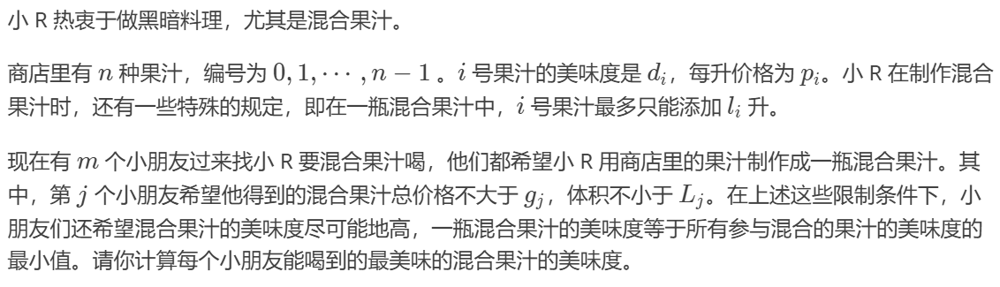 小 R 热衷于做黑暗料理，尤其是混合果汁。
商店里有 n 种果汁，编号为 0, 1, ⋯ , n − 1 。i 号果汁的美味度是 d_i，每升价格为 p_i。小 R 在制作混合
果汁时，还有一些特殊的规定，即在一瓶混合果汁中，i 号果汁最多只能添加 l_i 升。
现在有 m 个小朋友过来找小 R 要混合果汁喝，他们都希望小 R 用商店里的果汁制作成一瓶混合果汁。其
中，第 j 个小朋友希望他得到的混合果汁总价格不大于 g_j，体积不小于 L_j。在上述这些限制条件下，小
朋友们还希望混合果汁的美味度尽可能地高，一瓶混合果汁的美味度等于所有参与混合的果汁的美味度的
最小值。请你计算每个小朋友能喝到的最美味的混合果汁的美味度。